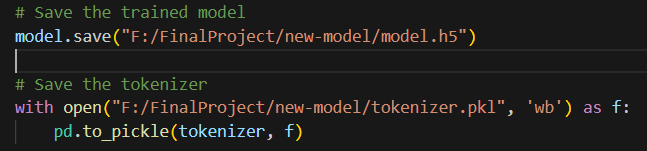 # Save the trained model
model.save("F:/FinalProject/new-model/model.h5")
# Save the tokenizer
with open("F:/FinalProject/new-model/tokenizer.pkl", 'wb') as f:
    pd.to_pickle(tokenizer, f)